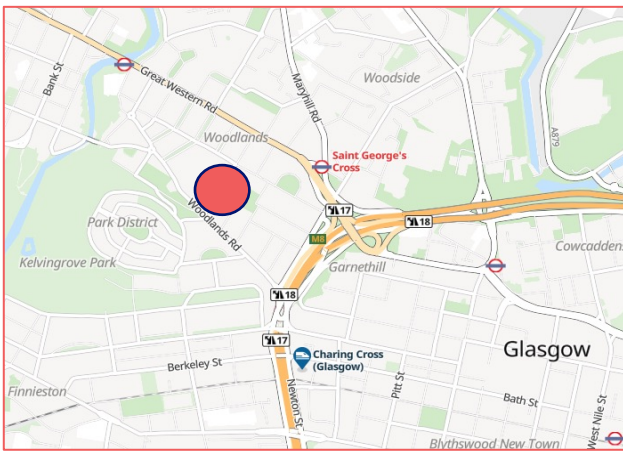 Bank St
Great Western Rd
Maryhill Rd
Woodside
A879
Woodlands
Saint George's
Cross
Park District
Woodlands Rd
17
18
M8
Kelvingrove Park
Garnethill
Cowcaddens
18
17
Glasgow
Charing Cross
(Glasgow)
Berkeley St
Finnieston
Newton St
Pitt St
Bath St
West Nile St
Blythswood New Town